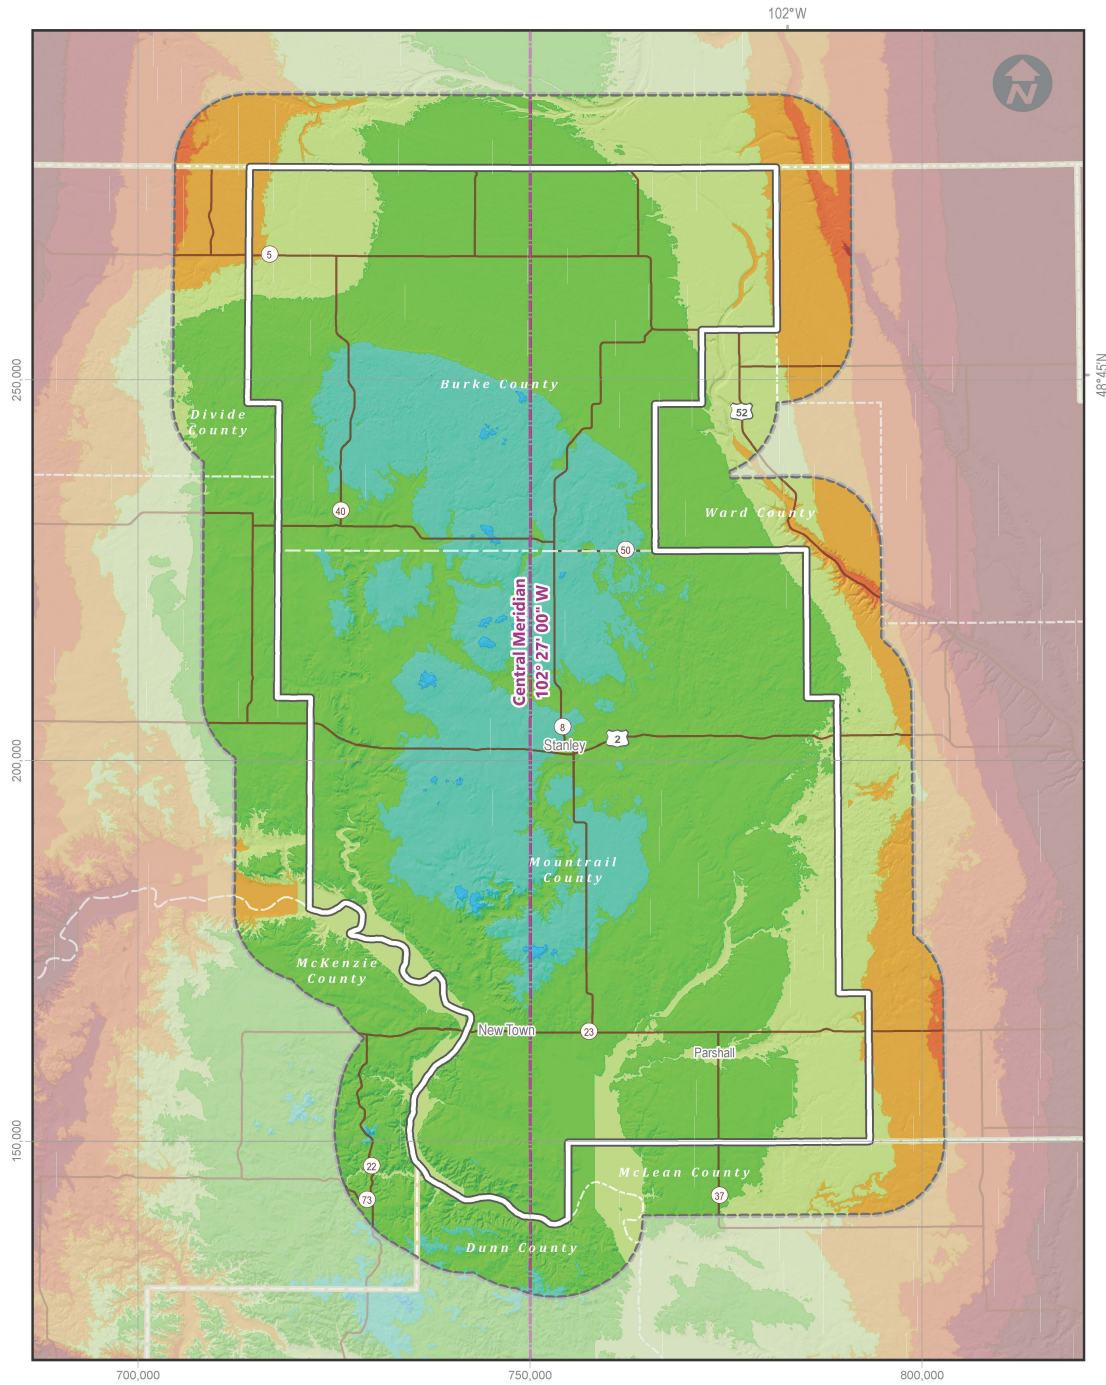 102°W
N
5
250,000
48°45'N
Burke County
Divide
County
52
40
Ward County
50
Central Meridian
102° 27' 00" W
8
Stanley
2
200,000
Mountrail
County
McKenzie
County
New Town
23
Parshall
150,000
22
McLean County
73
37
Dunn County
700,000
750,000
800,000